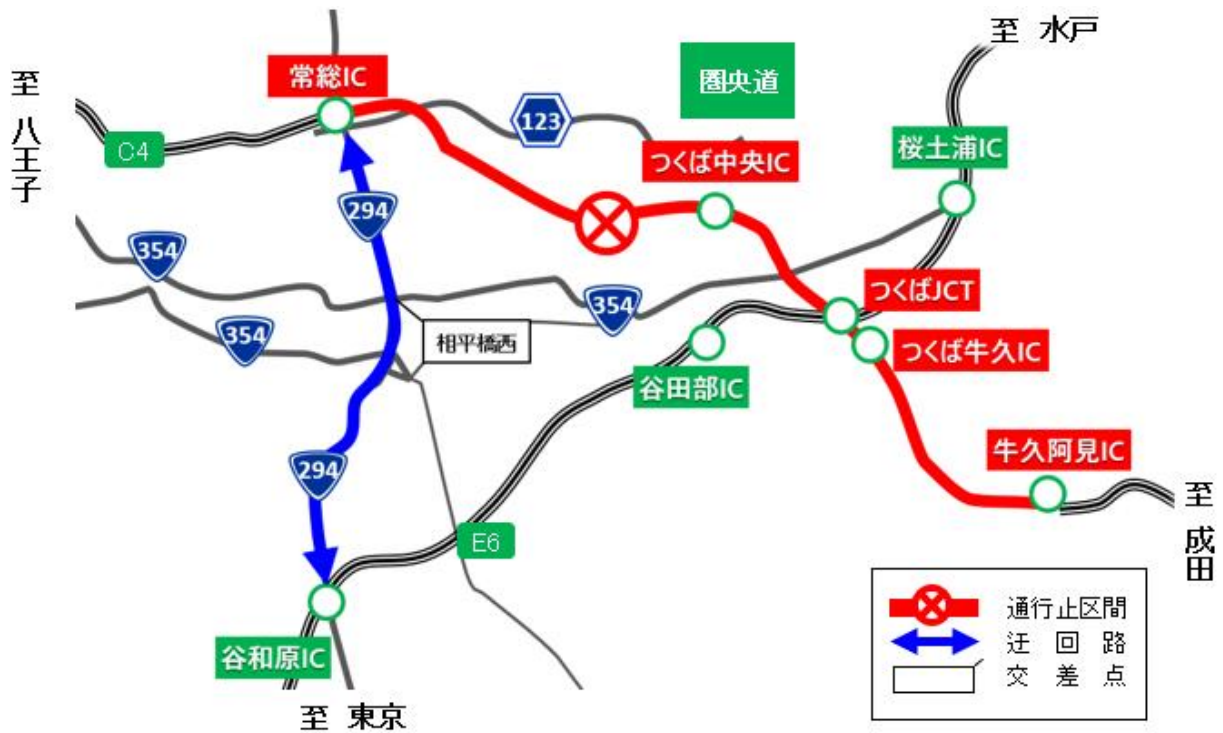 至 水戸
圏央道
常総IC
至
八王子
C4
123
つくば中央IC
桜土浦IC
294
354
354
つくばJCT
354
相平橋西
つくば牛久IC
谷田部IC
牛久阿見IC
294
至
成田
E6
谷和原IC
至 東京
通行止区間
迂回路
交差点